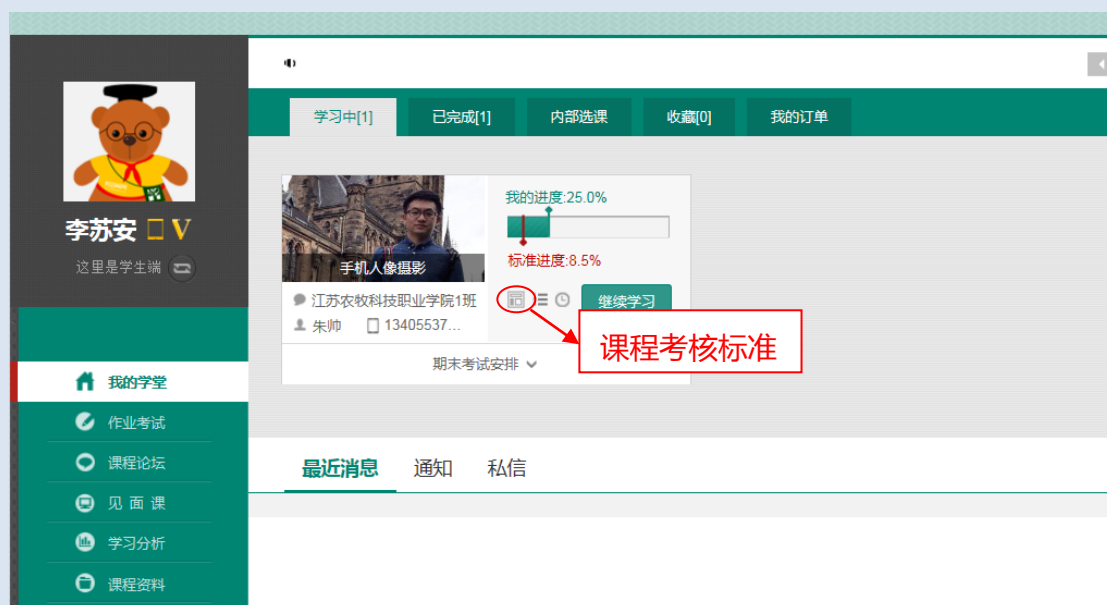 学习中[1] 已完成[1] 内部选课 收藏[0] 我的订单
李苏安 V
这里是学生端
我的进度:25.0%
标准进度:8.5%
手机人像摄影
江苏农牧科技职业学院1班
继续学习
朱帅 13405537...
课程考核标准
期末考试安排
我的学堂
作业考试
课程论坛
见面课
学习分析
课程资料
最近消息 通知 私信